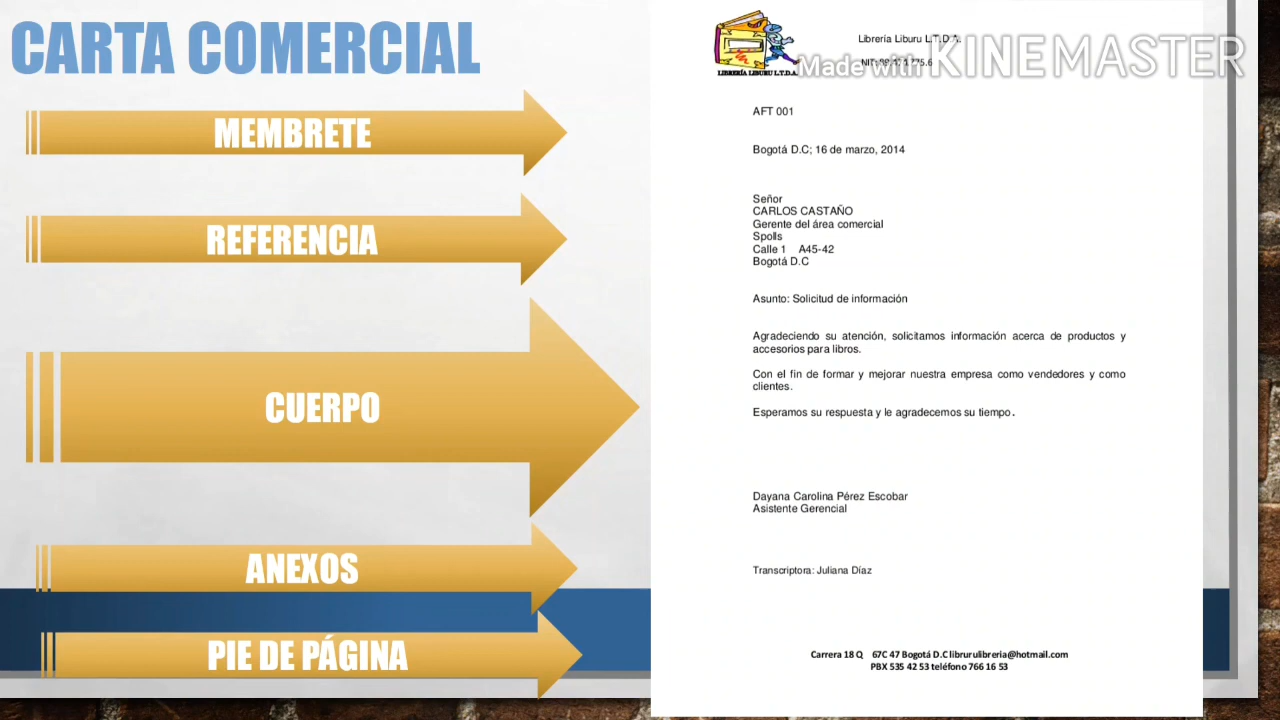 CARTA COMERCIAL
MEMBRETE
REFERENCIA
CUERPO
ANEXOS
PIE DE PÁGINA
LIBRERÍA LIBURU L.T.D.A.
Librería Liburu L.T.D.A.
Made with KINEMASTER
NIT:
AFT 001
Bogotá D.C; 16 de marzo, 2014
Señor
CARLOS CASTAÑO
Gerente del área comercial
Spolls
Calle 1 A45-42
Bogotá D.C
Asunto: Solicitud de información
Agradeciendo su atención, solicitamos información acerca de productos y
accesorios para libros.
Con el fin de formar y mejorar nuestra empresa como vendedores y como
clientes.
Esperamos su respuesta y le agradecemos su tiempo.
Dayana Carolina Pérez Escobar
Asistente Gerencial
Transcriptora: Juliana Díaz
Carrera 18 Q 67C 47 Bogotá D.C librurulibreria@hotmail.com
PBX 535 42 53 teléfono 766 16 53